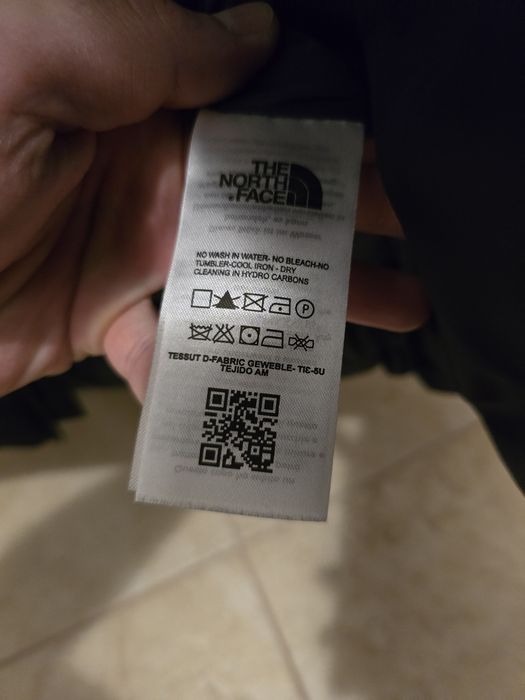 THE
NORTH
FACE
NO WASH IN WATER- NO BLEACH-NO
TUMBLER-COOL IRON - DRY
CLEANING IN HYDRO CARBONS
P
TESSUT D-FABRIC GEWEBLE- TIE-5U
TEJIDO AM